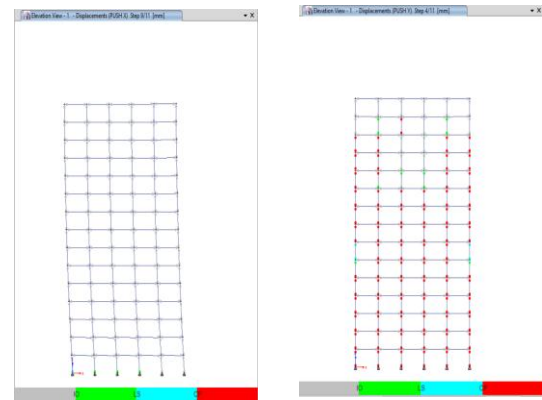 Elevation View - 1. - Displacements (PUSH X). Step 8/11. [mm]
Elevation View - 1. - Displacements (PUSH Y). Step 4/11. [mm]
IO LS CP
IO LS CP